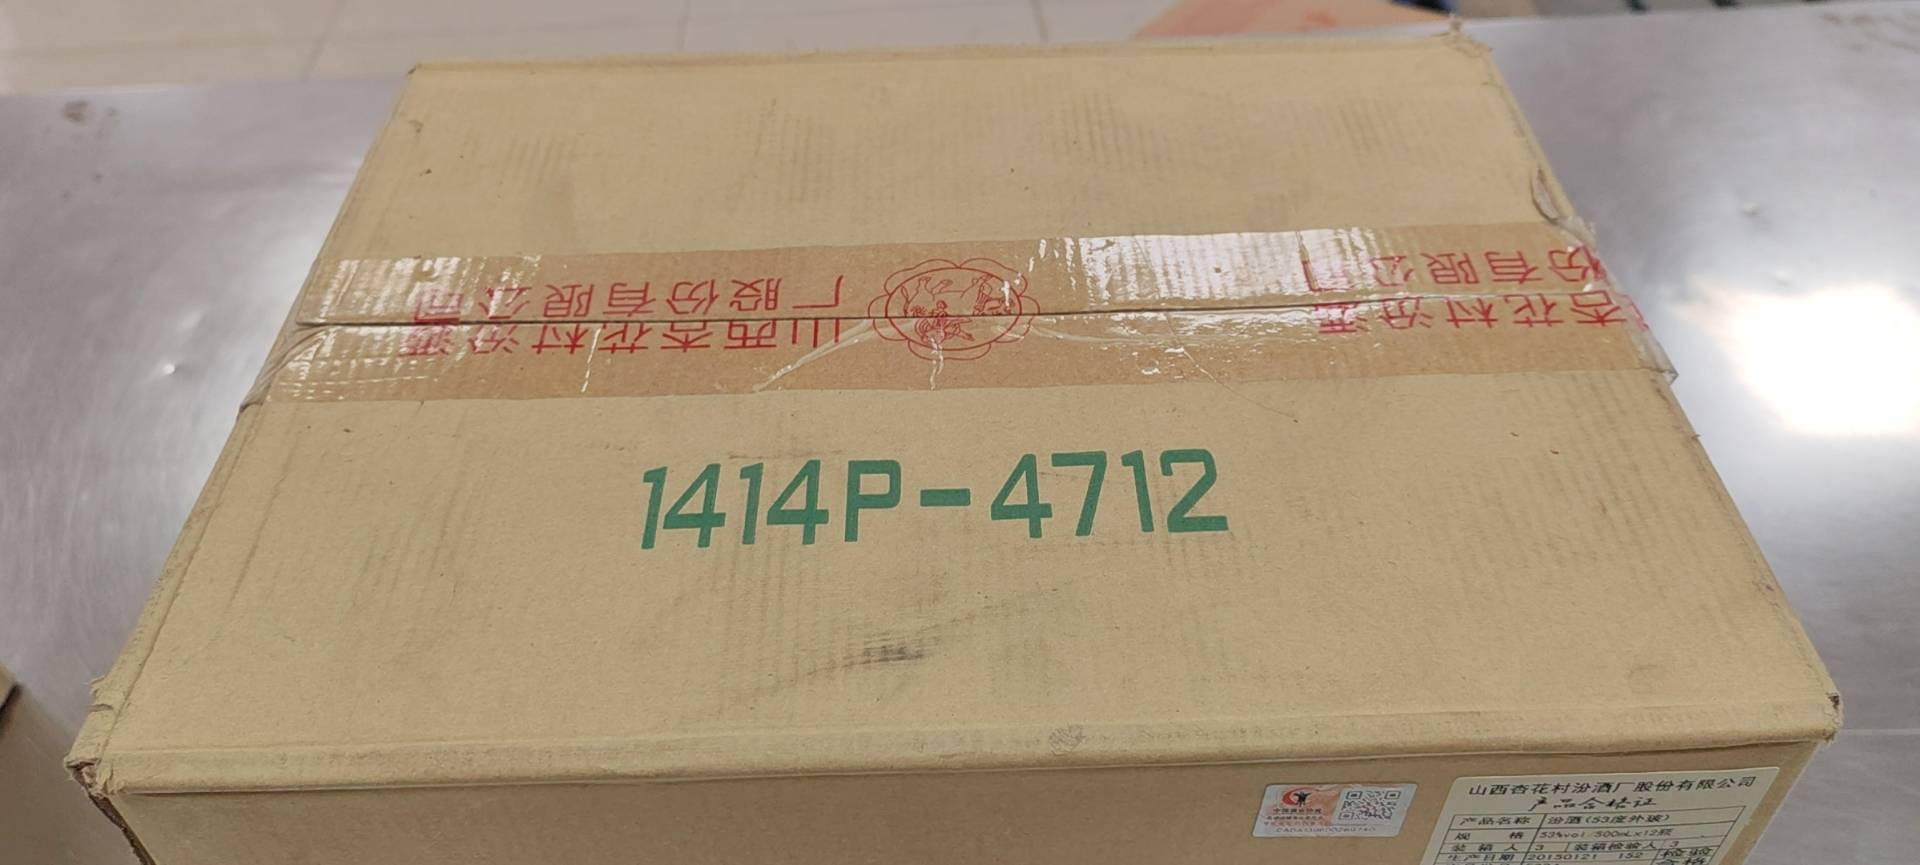 厂股份有限公司
山西杏花村汾酒
份有限公司
杏花村汾酒
1414P-4712
山西杏花村汾酒厂股份有限公司
产品合格证
产品名称 汾酒(53度外玻)
规 格 53%vol 500mL×12瓶
装箱人 3 装箱检验人 3
生产日期 20150121 152 检验
合格